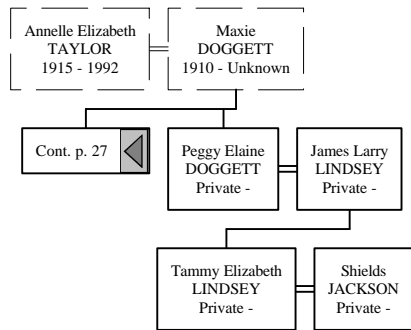 Annelle Elizabeth
TAYLOR
1915 - 1992
Maxie
DOGGETT
1910 - Unknown
Cont. p. 27
Peggy Elaine
DOGGETT
Private -
James Larry
LINDSEY
Private -
Tammy Elizabeth
LINDSEY
Private -
Shields
JACKSON
Private -